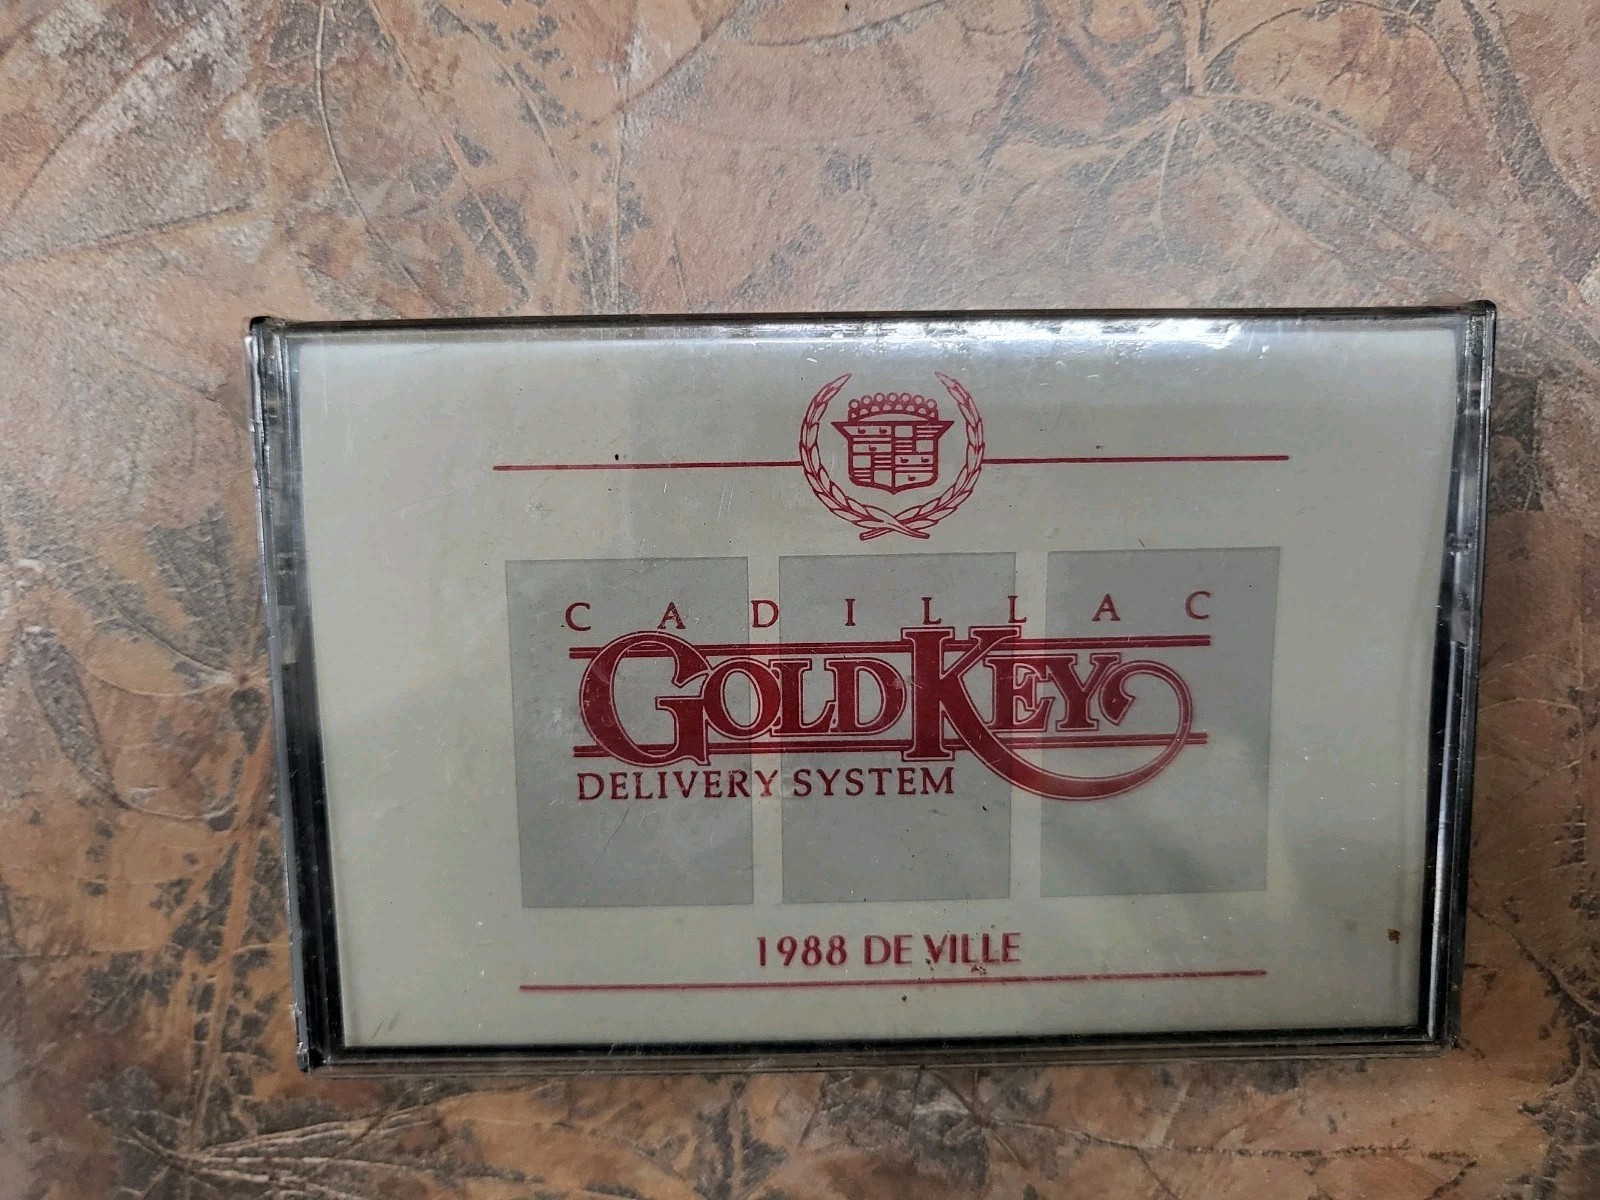 CADILLAC
GOLDKEY
DELIVERY SYSTEM
1988 DE VILLE